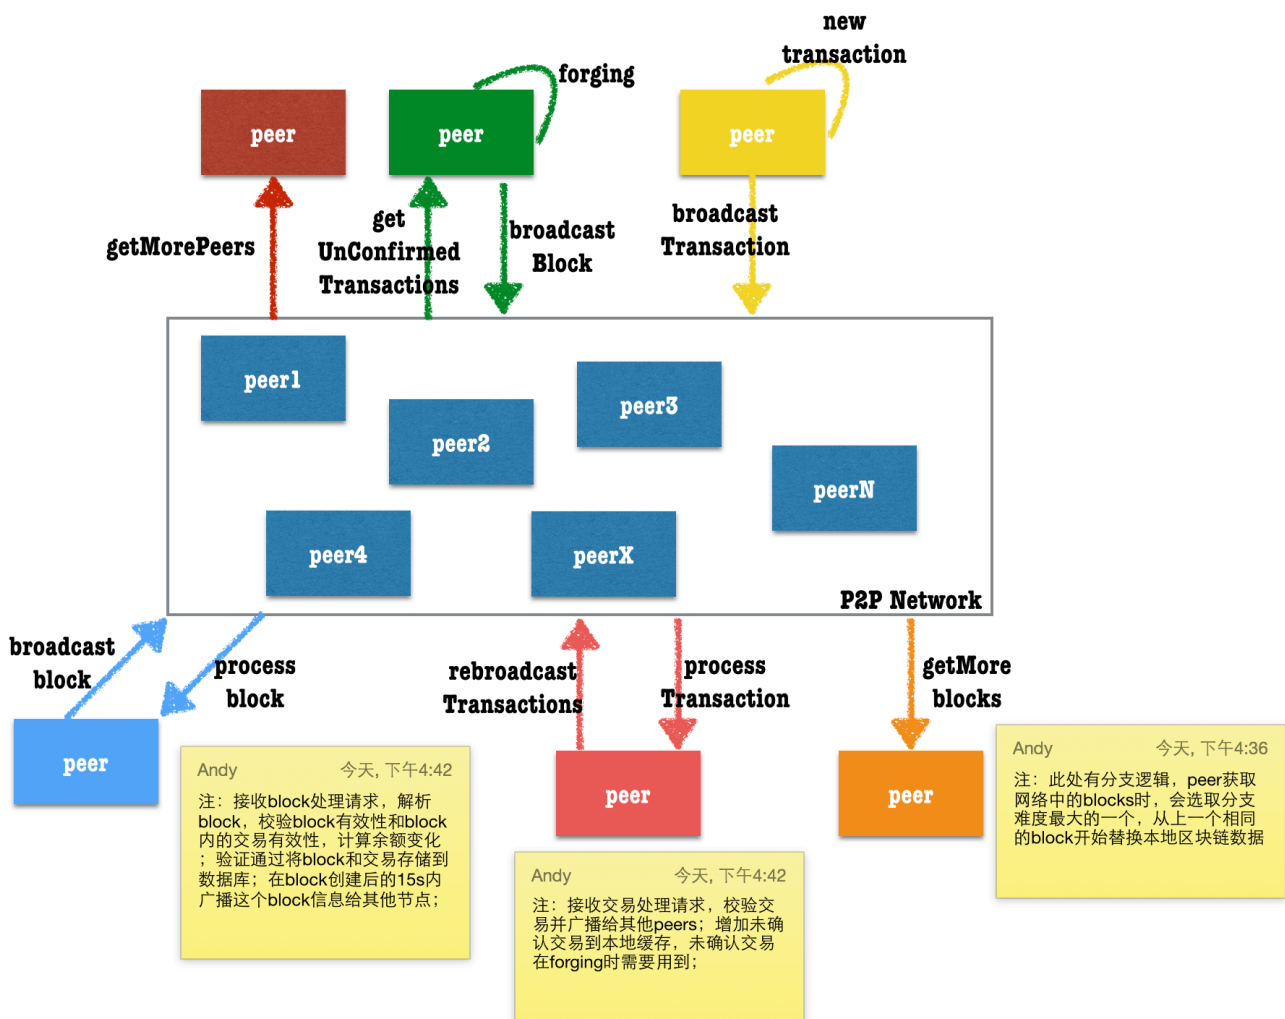 new
transaction
forging
peer
peer
peer
getMorePeers
get
UnConfirmed
Transactions
broadcast
Block
broadcast
Transaction
peer1
peer2
peer3
peerN
peer4
peerX
P2P Network
broadcast
block
process
block
rebroadcast
Transactions
process
Transaction
getMore
blocks
peer
peer
peer
Andy 今天, 下午4:42
注：接收block处理请求，解析
block，校验block有效性和block
内的交易有效性，计算余额变化
；验证通过将block和交易存储到
数据库；在block创建后的15s内
广播这个block信息给其他节点；
Andy 今天, 下午4:42
注：接收交易处理请求，校验交
易并广播给其他peers；增加未确
认交易到本地缓存，未确认交易
在forging时需要用到；
Andy 今天, 下午4:36
注：此处有分支逻辑，peer获取
网络中的blocks时，会选取分支
难度最大的一个，从上一个相同
的block开始替换本地区块链数据